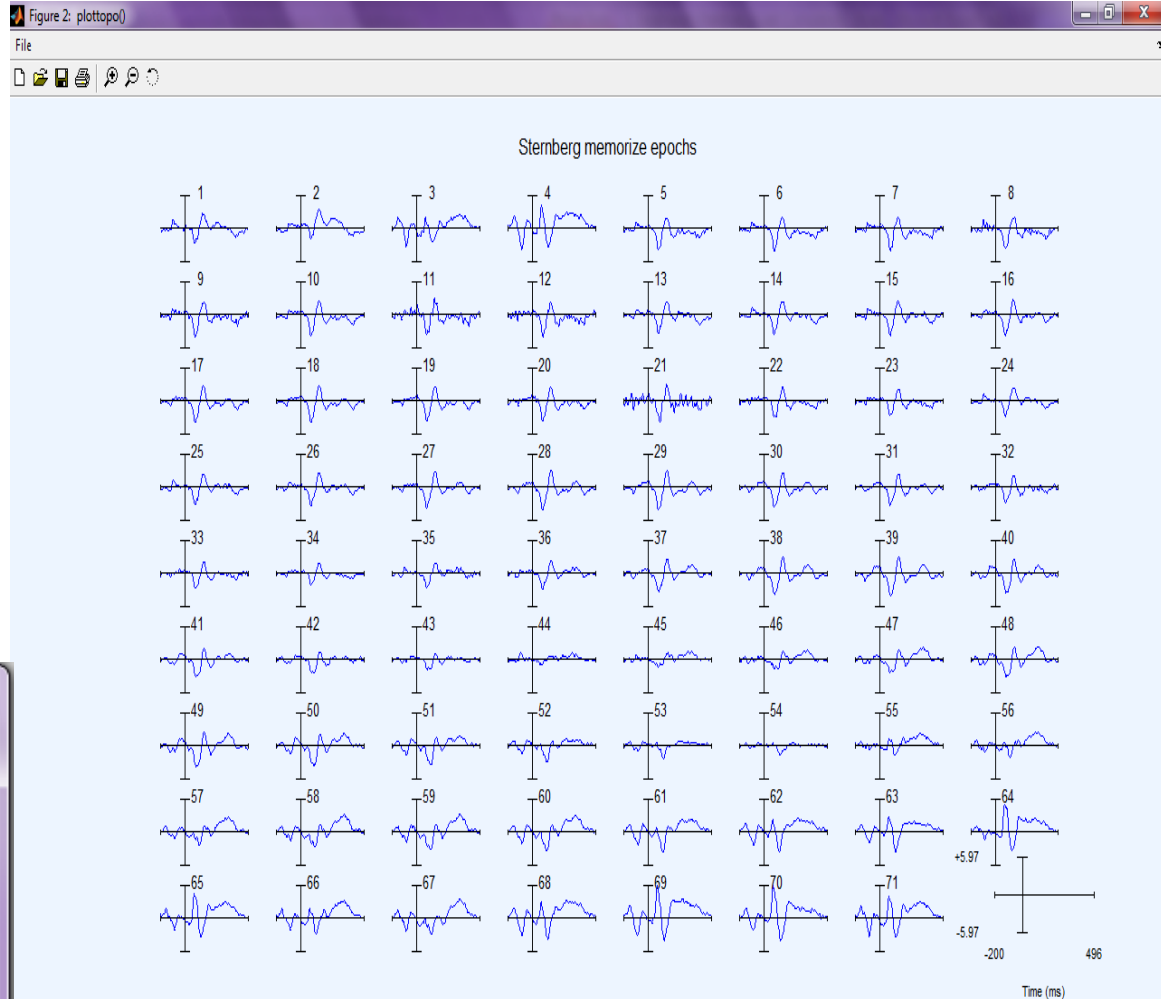 Figure 2: plottopo()
File
Sternberg memorize epochs
1 2 3 4 5 6 7 8
9 10 11 12 13 14 15 16
17 18 19 20 21 22 23 24
25 26 27 28 29 30 31 32
33 34 35 36 37 38 39 40
41 42 43 44 45 46 47 48
49 50 51 52 53 54 55 56
57 58 59 60 61 62 63 64
+5.97
65 66 67 68 69 70 71
-5.97
-200 496
Time (ms)